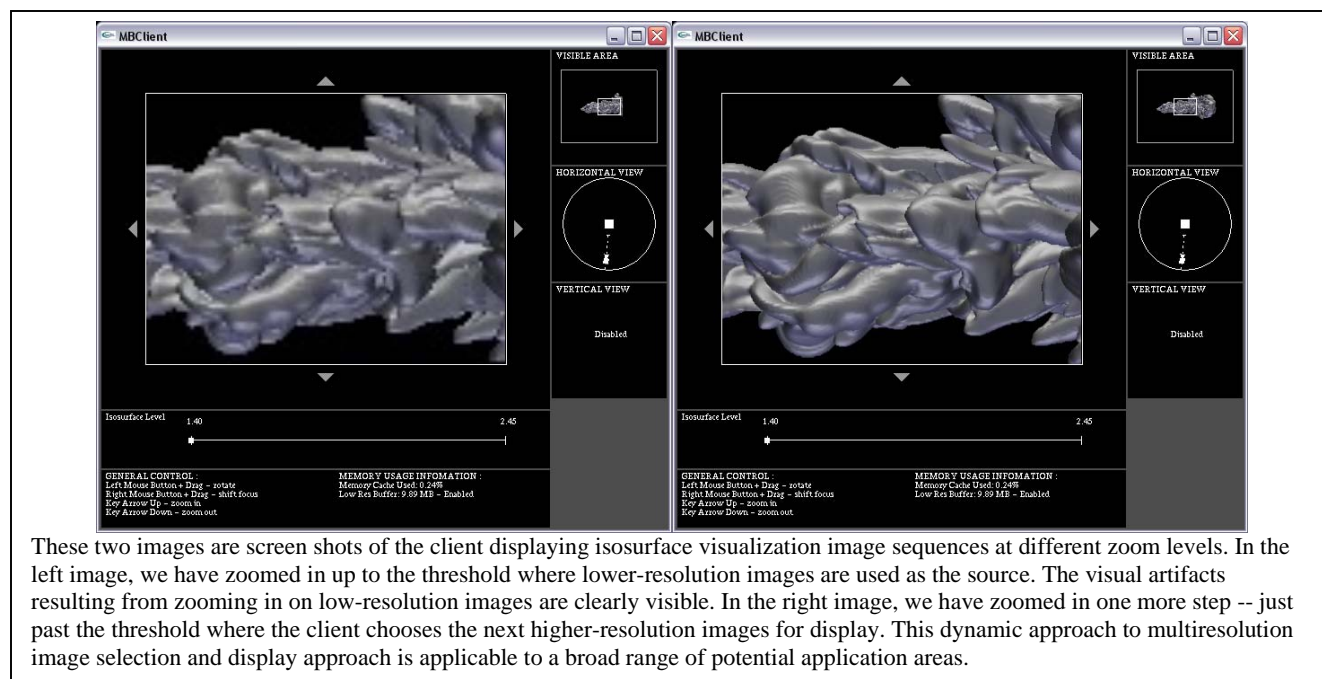 MBClient
VISIBLE AREA
HORIZONTAL VIEW
VERTICAL VIEW
Disabled
Isosurface Level
1.40
2.45
GENERAL CONTROL :
Left Mouse Button + Drag – rotate
Right Mouse Button + Drag – shift focus
Key Arrow Up – zoom in
Key Arrow Down – zoom out
MEMORY USAGE INFOMATION :
Memory Cache Used: 0.24%
Low Res Buffer: 9.89 MB – Enabled
MBClient
VISIBLE AREA
HORIZONTAL VIEW
VERTICAL VIEW
Disabled
Isosurface Level
1.40
2.45
GENERAL CONTROL :
Left Mouse Button + Drag – rotate
Right Mouse Button + Drag – shift focus
Key Arrow Up – zoom in
Key Arrow Down – zoom out
MEMORY USAGE INFOMATION :
Memory Cache Used: 0.24%
Low Res Buffer: 9.89 MB – Enabled
These two images are screen shots of the client displaying isosurface visualization image sequences at different zoom levels. In the
left image, we have zoomed in up to the threshold where lower-resolution images are used as the source. The visual artifacts
resulting from zooming in on low-resolution images are clearly visible. In the right image, we have zoomed in one more step -- just
past the threshold where the client chooses the next higher-resolution images for display. This dynamic approach to multiresolution
image selection and display approach is applicable to a broad range of potential application areas.